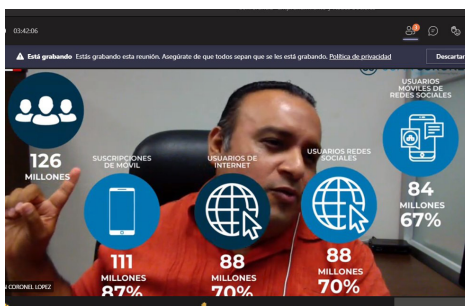 03:42:06
Está grabando Estás grabando esta reunión. Asegúrate de que todos sepan que se les está grabando. Política de privacidad Descartar
126
MILLONES
SUSCRIPCIONES
DE MÓVIL
111
MILLONES
87%
USUARIOS DE
INTERNET
88
MILLONES
70%
USUARIOS REDES
SOCIALES
88
MILLONES
70%
USUARIOS
MÓVILES DE
REDES SOCIALES
84
MILLONES
67%
CORONEL LOPEZ